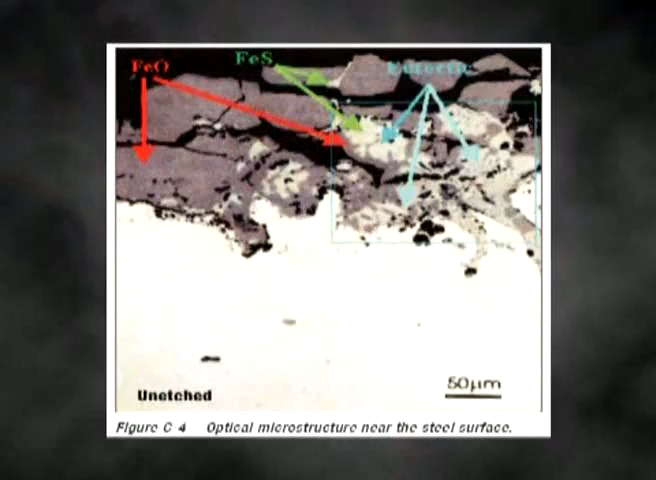 FeO
FeS
Eutectic
Unetched
50μm
Figure C-4 Optical microstructure near the steel surface.